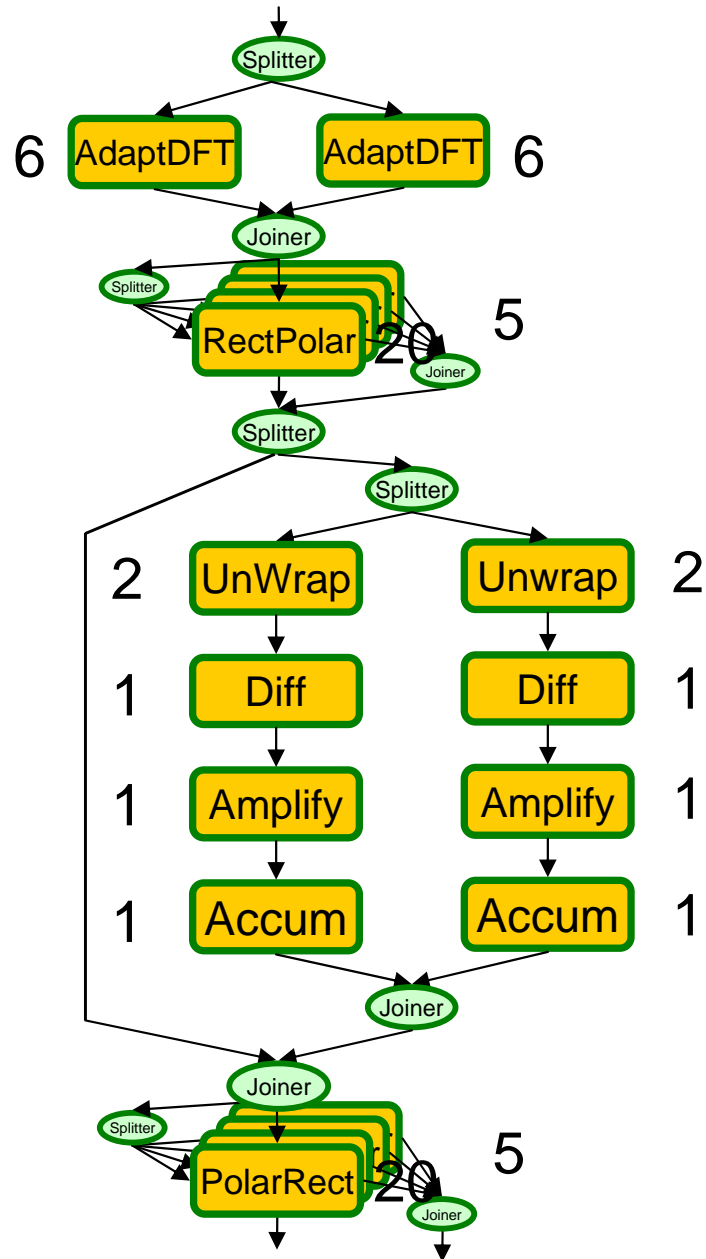 Splitter
6 AdaptDFT AdaptDFT 6
Joiner
Splitter
RectPolar 20 5
Joiner
Splitter
Splitter
2 UnWrap Unwrap 2
1 Diff Diff 1
1 Amplify Amplify 1
1 Accum Accum 1
Joiner
Joiner
Splitter
PolarRect 20 5
Joiner